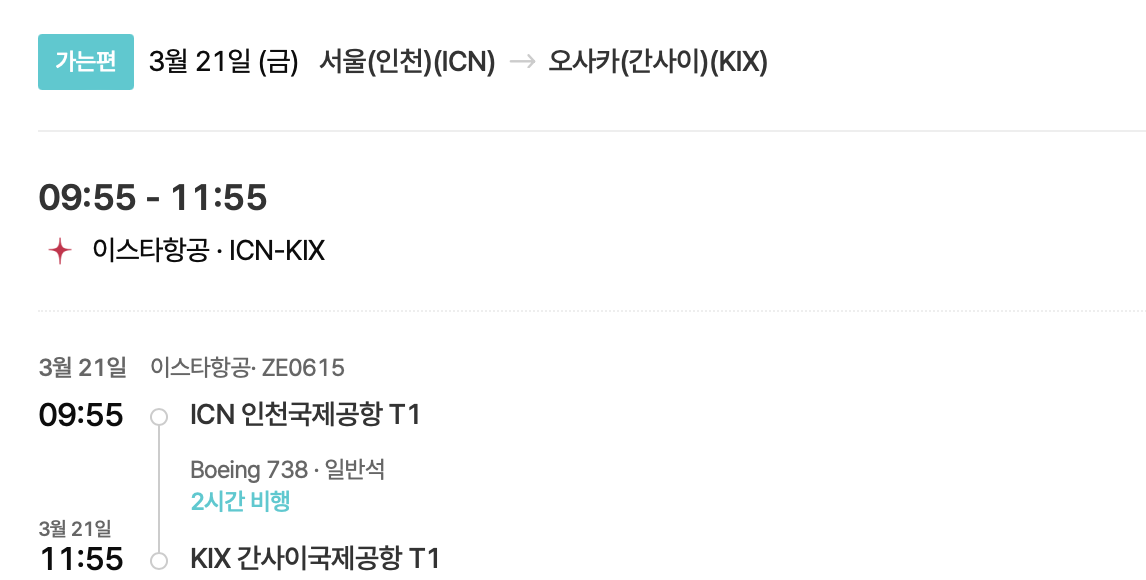 가는편 3월 21일 (금) 서울(인천)(ICN) → 오사카(간사이)(KIX)
09:55 - 11:55
이스타항공 · ICN-KIX
3월 21일 이스타항공· ZE0615
09:55 ICN 인천국제공항 T1
Boeing 738 · 일반석
2시간 비행
3월 21일
11:55 KIX 간사이국제공항 T1